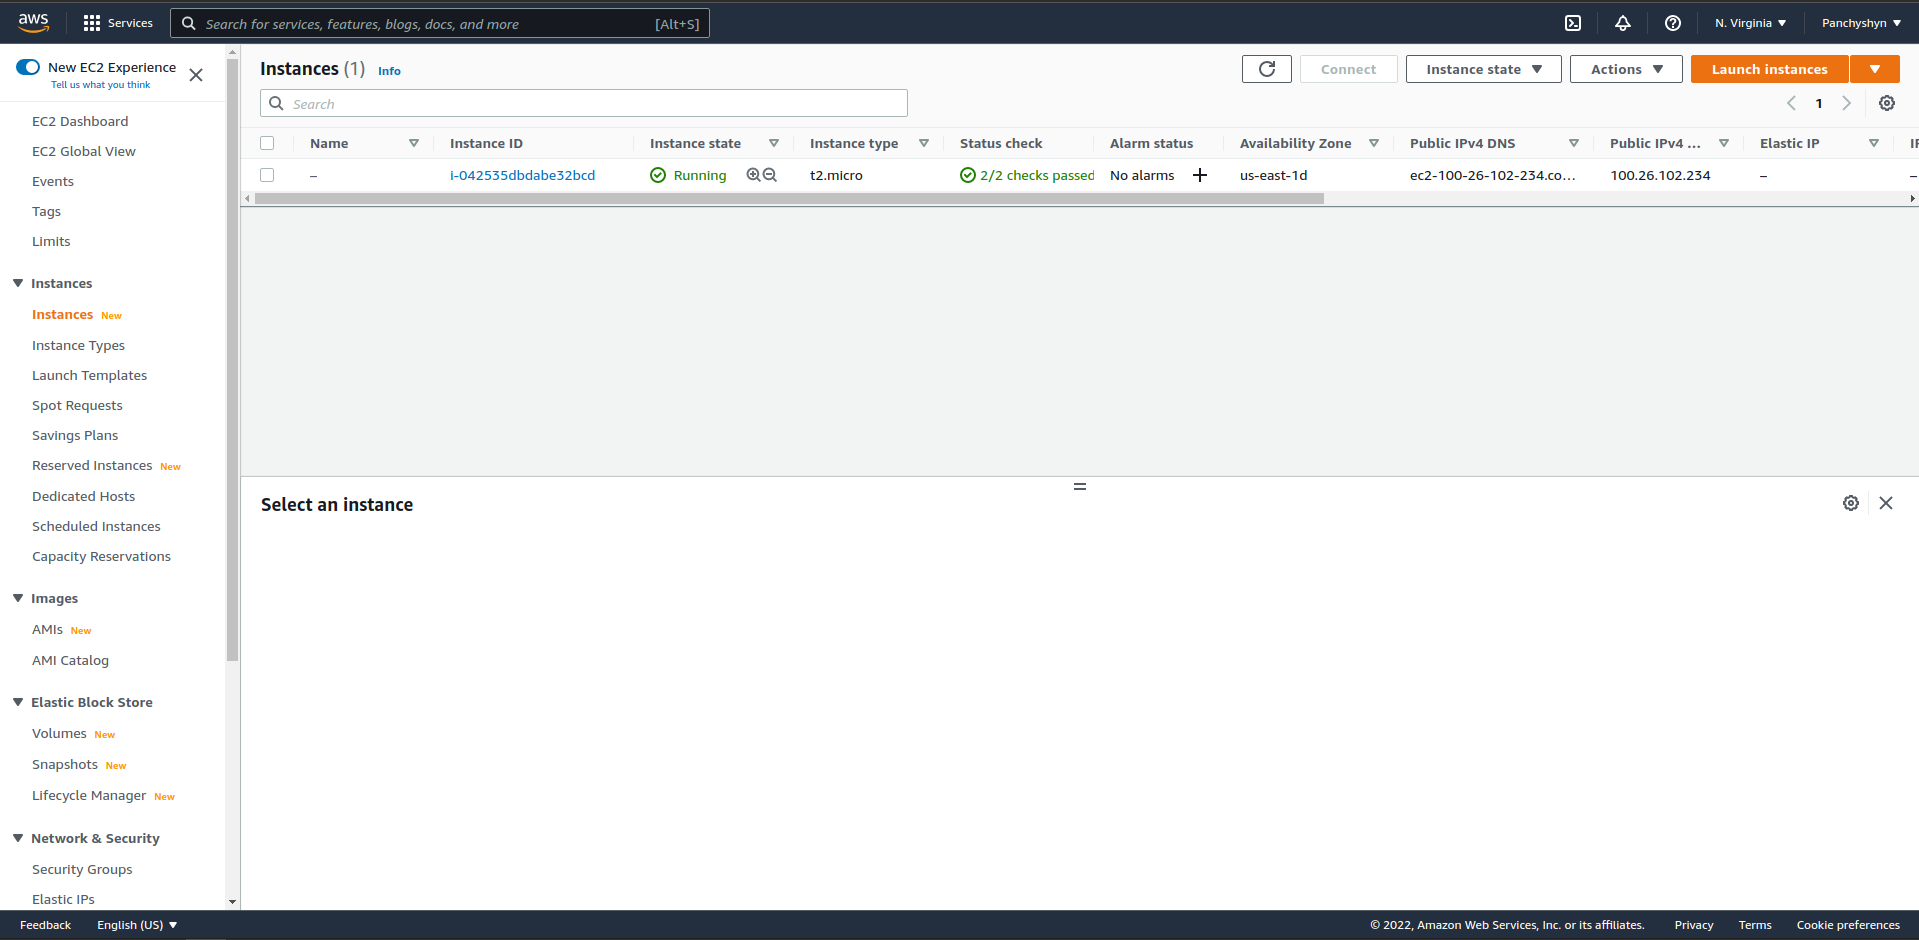 aws Services Search for services, features, blogs, docs, and more [Alt+S] N. Virginia ▼ Panchyshyn ▼
New EC2 Experience
Tell us what you think
EC2 Dashboard
EC2 Global View
Events
Tags
Limits
Instances
Instances New
Instance Types
Launch Templates
Spot Requests
Savings Plans
Reserved Instances New
Dedicated Hosts
Scheduled Instances
Capacity Reservations
Images
AMIs New
AMI Catalog
Elastic Block Store
Volumes New
Snapshots New
Lifecycle Manager New
Network & Security
Security Groups
Elastic IPs
Instances (1) Info
Connect Instance state ▼ Actions ▼ Launch instances ▼
Search
1
Name Instance ID Instance state Instance type Status check Alarm status Availability Zone Public IPv4 DNS Public IPv4 ... Elastic IP
– i-042535dbdabe32bcd Running t2.micro 2/2 checks passed No alarms + us-east-1d ec2-100-26-102-234.co... 100.26.102.234 – –
Select an instance
Feedback English (US) ▼ © 2022, Amazon Web Services, Inc. or its affiliates. Privacy Terms Cookie preferences